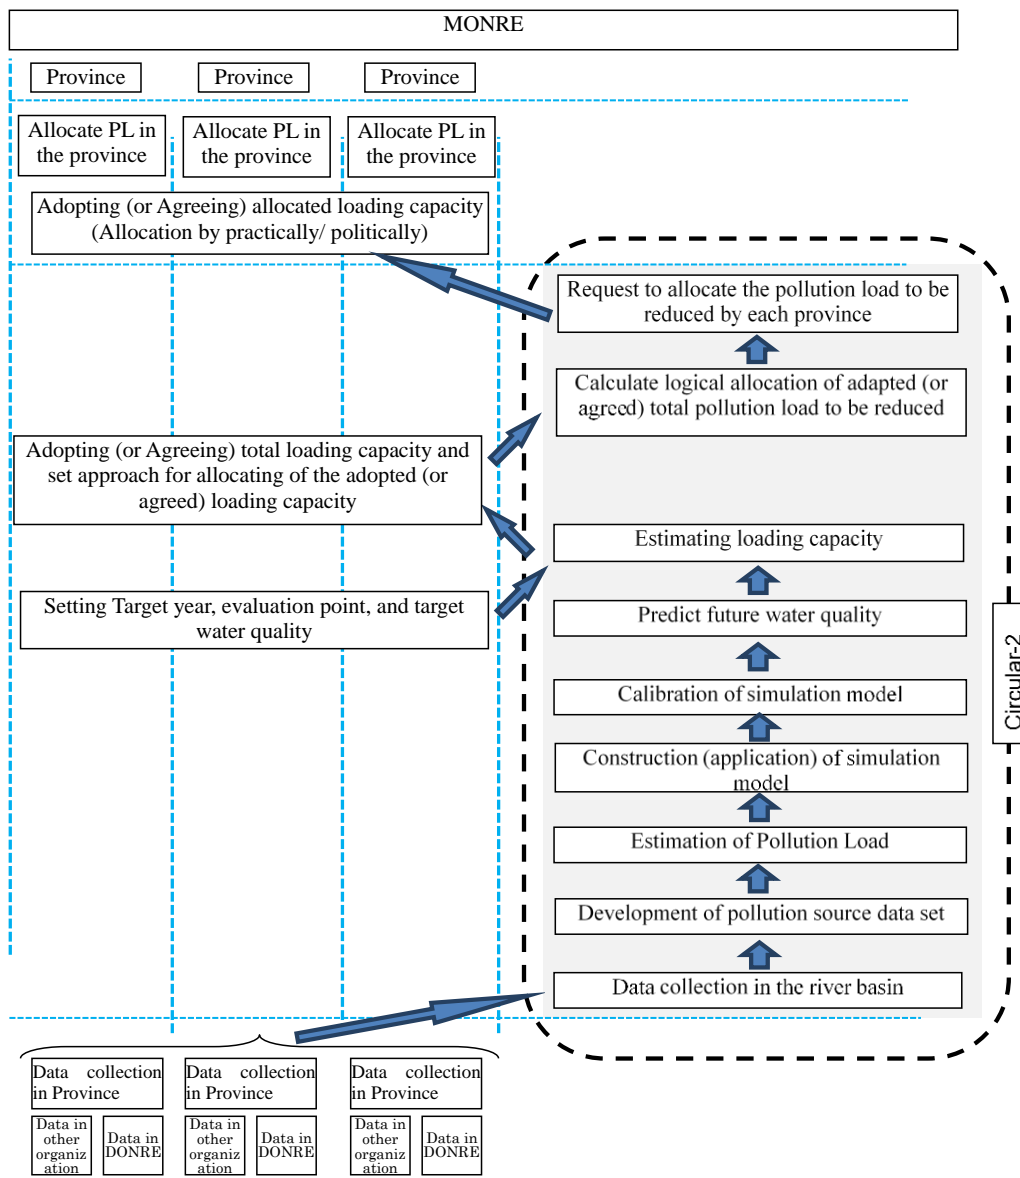 MONRE
Province
Province
Province
Allocate PL in
the province
Allocate PL in
the province
Allocate PL in
the province
Adopting (or Agreeing) allocated loading capacity
(Allocation by practically/ politically)
Request to allocate the pollution load to be
reduced by each province
Calculate logical allocation of adapted (or
agreed) total pollution load to be reduced
Adopting (or Agreeing) total loading capacity and
set approach for allocating of the adopted (or
agreed) loading capacity
Estimating loading capacity
Setting Target year, evaluation point, and target
water quality
Predict future water quality
Calibration of simulation model
Construction (application) of simulation
model
Estimation of Pollution Load
Development of pollution source data set
Data collection in the river basin
Circular-2
Data collection
in Province
Data collection
in Province
Data collection
in Province
Data in
other
organiz
ation
Data in
DONRE
Data in
other
organiz
ation
Data in
DONRE
Data in
other
organiz
ation
Data in
DONRE